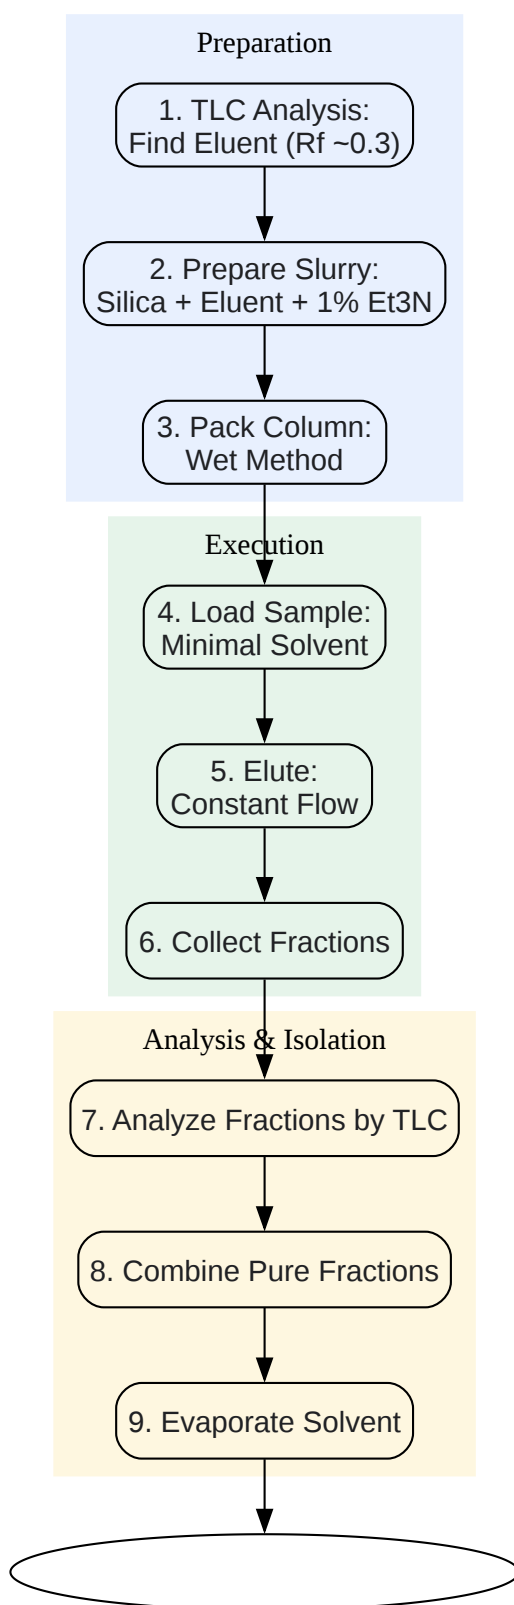 Preparation
1. TLC Analysis:
Find Eluent (Rf ~0.3)
2. Prepare Slurry:
Silica + Eluent + 1% Et3N
3. Pack Column:
Wet Method
Execution
4. Load Sample:
Minimal Solvent
5. Elute:
Constant Flow
6. Collect Fractions
Analysis & Isolation
7. Analyze Fractions by TLC
8. Combine Pure Fractions
9. Evaporate Solvent